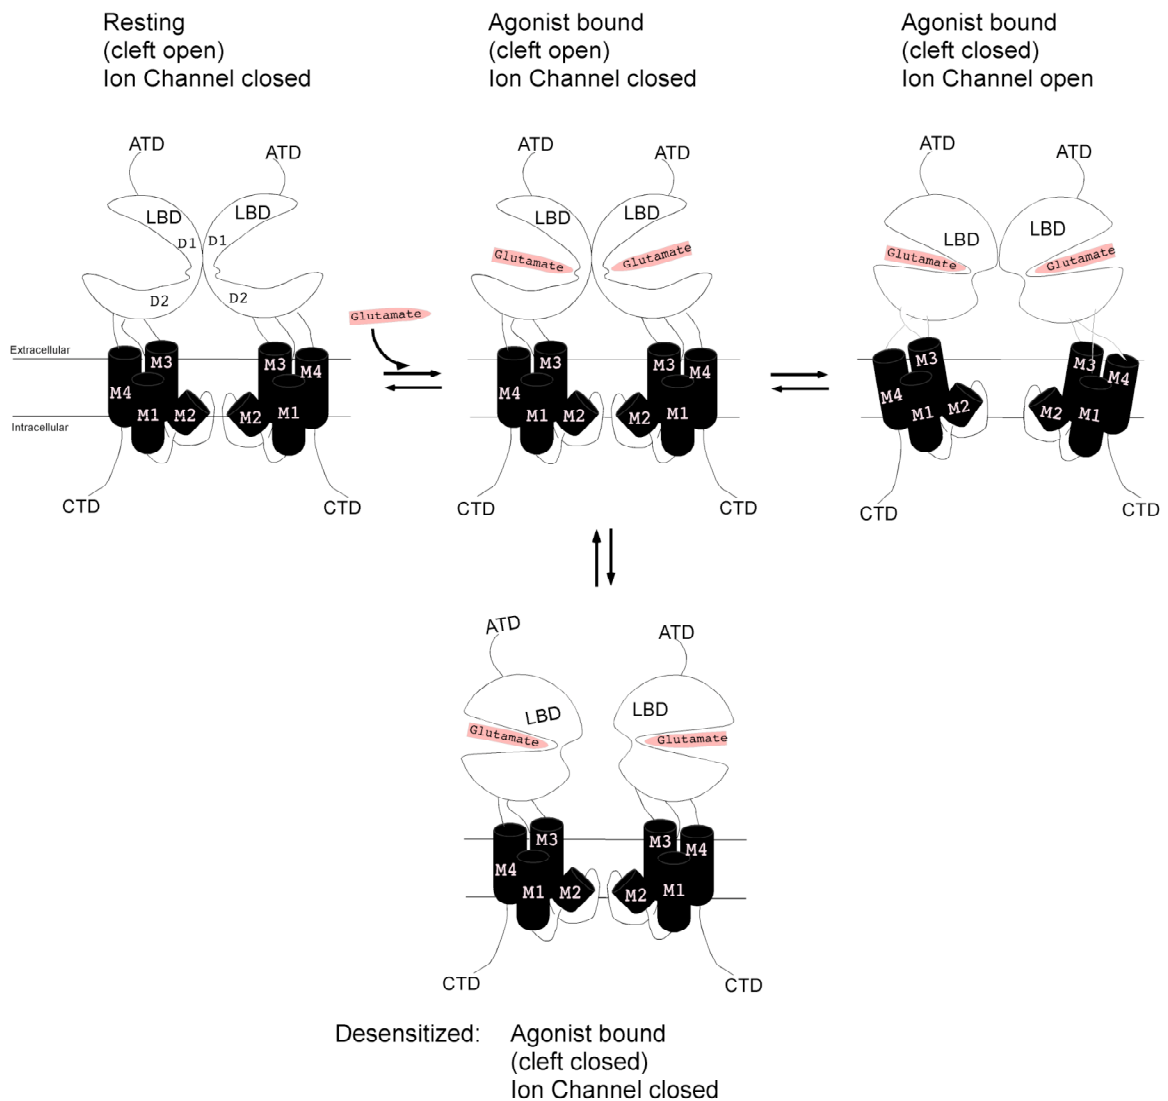 Resting
(cleft open)
Ion Channel closed
Agonist bound
(cleft open)
Ion Channel closed
Agonist bound
(cleft closed)
Ion Channel open
ATD
ATD
LBD
LBD
D1
D1
D2
D2
Extracellular
M3
M3
M4
M4
M1
M2
M2
M1
Intracellular
CTD
CTD
Glutamate
ATD
ATD
LBD
LBD
Glutamate
Glutamate
M3
M3
M4
M4
M1
M2
M2
M1
CTD
CTD
ATD
ATD
LBD
LBD
Glutamate
Glutamate
M3
M3
M4
M4
M1
M2
M2
M1
CTD
CTD
ATD
ATD
LBD
LBD
Glutamate
Glutamate
M3
M3
M4
M4
M1
M2
M2
M1
CTD
CTD
Desensitized: Agonist bound
(cleft closed)
Ion Channel closed